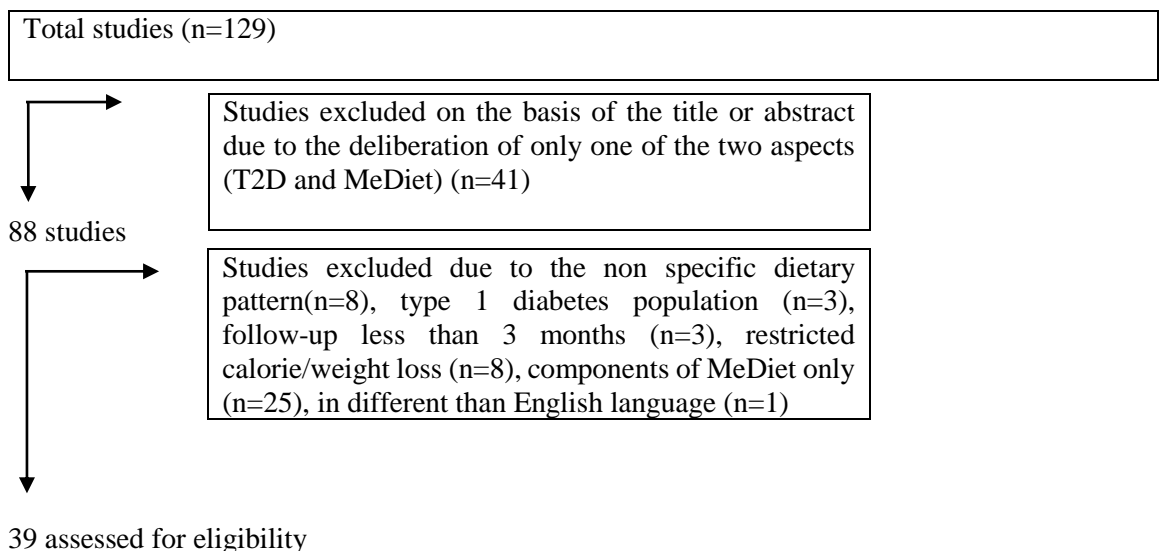 Total studies (n=129)
Studies excluded on the basis of the title or abstract
due to the deliberation of only one of the two aspects
(T2D and MeDiet) (n=41)
88 studies
Studies excluded due to the non specific dietary
pattern(n=8), type 1 diabetes population (n=3),
follow-up less than 3 months (n=3), restricted
calorie/weight loss (n=8), components of MeDiet only
(n=25), in different than English language (n=1)
39 assessed for eligibility